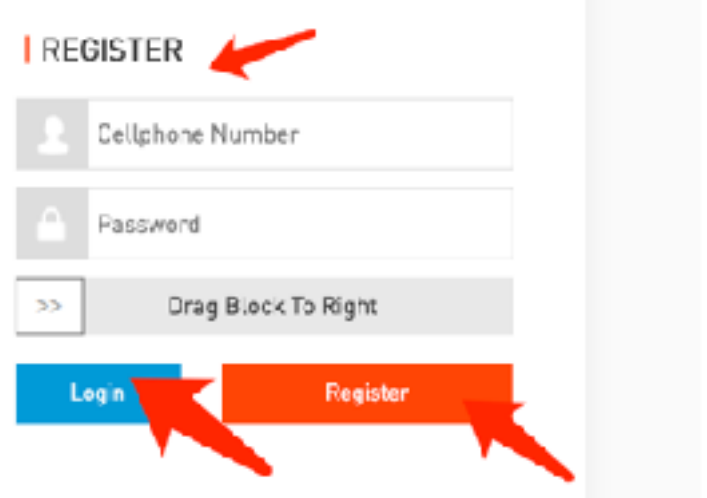 REGISTER
Cellphone Number
Password
>> Drag Block To Right
Login Register